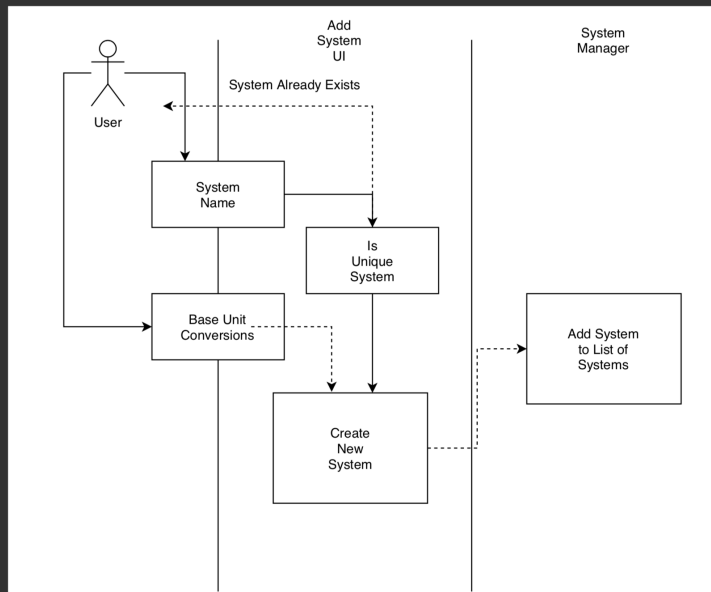 Add
System
UI
System
Manager
System Already Exists
User
System
Name
Is
Unique
System
Base Unit
Conversions
Add System
to List of
Systems
Create
New
System